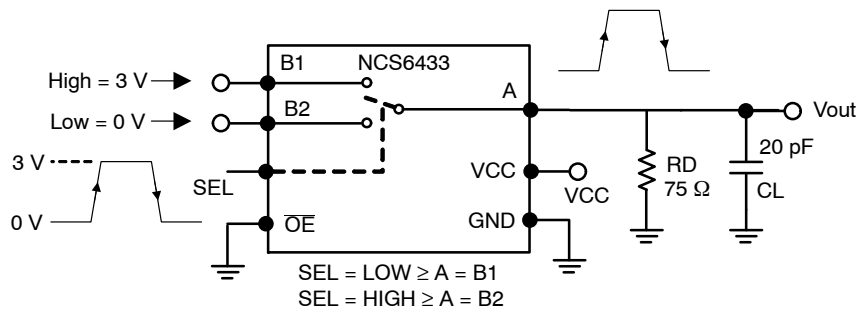 B1
NCS6433
High = 3 V
A
B2
Low = 0 V
Vout
3 V
20 pF
SEL
VCC
RD
75 Ω
VCC
CL
0 V
OE
GND
SEL = LOW ≥ A = B1
SEL = HIGH ≥ A = B2